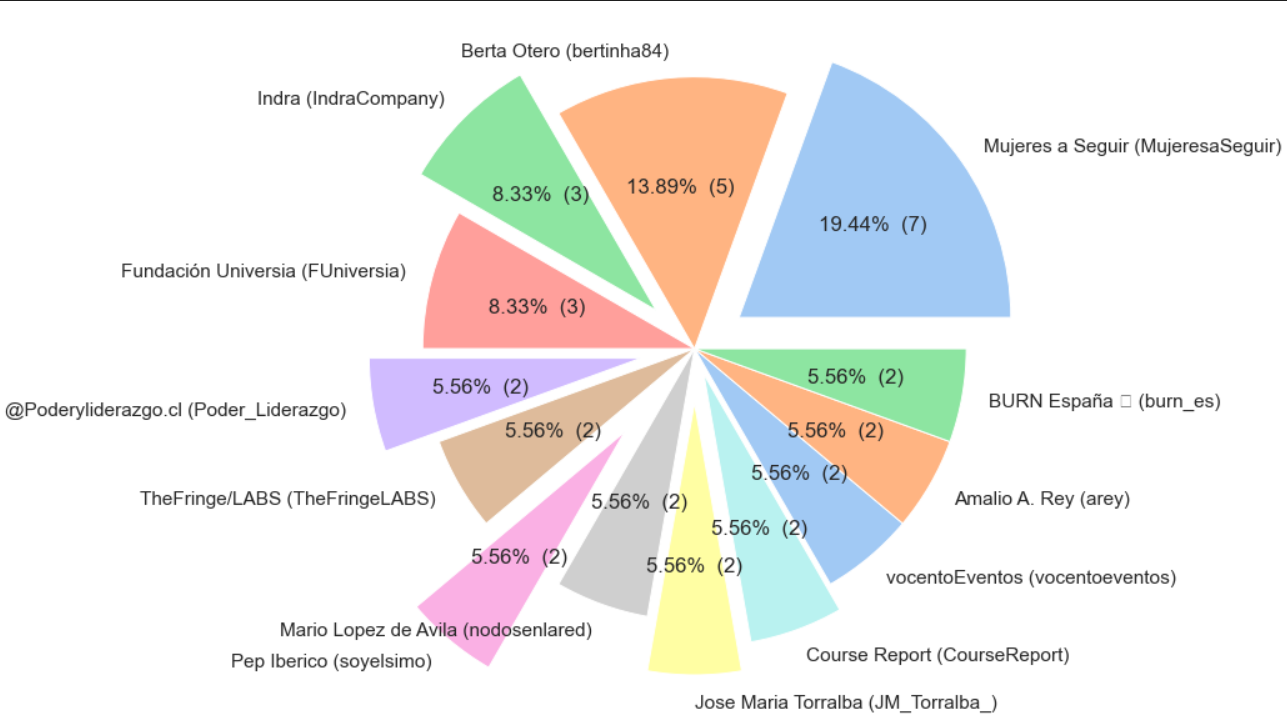 Berta Otero (bertinha84)
Indra (IndraCompany)
Mujeres a Seguir (MujeresaSeguir)
13.89% (5)
8.33% (3)
19.44% (7)
Fundación Universia (FUniversia)
8.33% (3)
5.56% (2)
5.56% (2)
@Poderyliderazgo.cl (Poder_Liderazgo)
BURN España (burn_es)
5.56% (2)
5.56% (2)
5.56% (2)
TheFringe/LABS (TheFringeLABS)
Amalio A. Rey (arey)
5.56% (2)
5.56% (2)
5.56% (2)
5.56% (2)
vocentoEventos (vocentoeventos)
Mario Lopez de Avila (nodosenlared)
Pep Iberico (soyelsimo)
Course Report (CourseReport)
Jose Maria Torralba (JM_Torralba_)